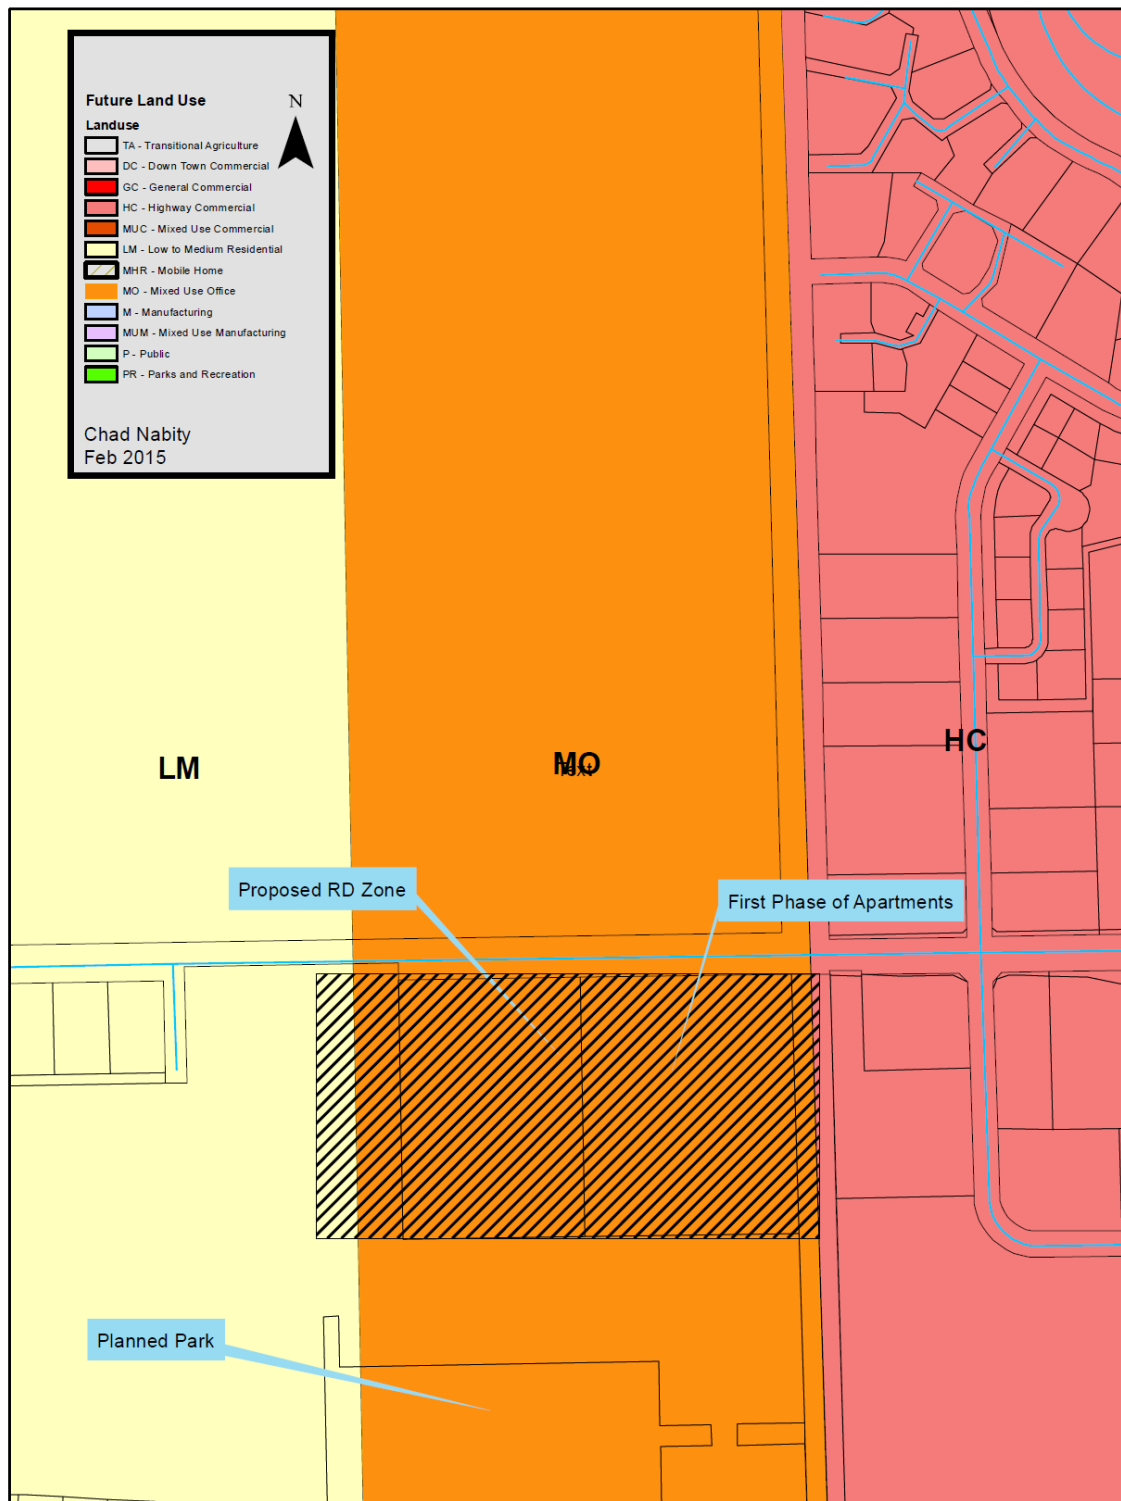 Future Land Use
N
Landuse
TA - Transitional Agriculture
DC - Down Town Commercial
GC - General Commercial
HC - Highway Commercial
MUC - Mixed Use Commercial
LM - Low to Medium Residential
MHR - Mobile Home
MO - Mixed Use Office
M - Manufacturing
MUM - Mixed Use Manufacturing
P - Public
PR - Parks and Recreation
Chad Nabity
Feb 2015
HC
LM
MO
Text
Proposed RD Zone
First Phase of Apartments
Planned Park